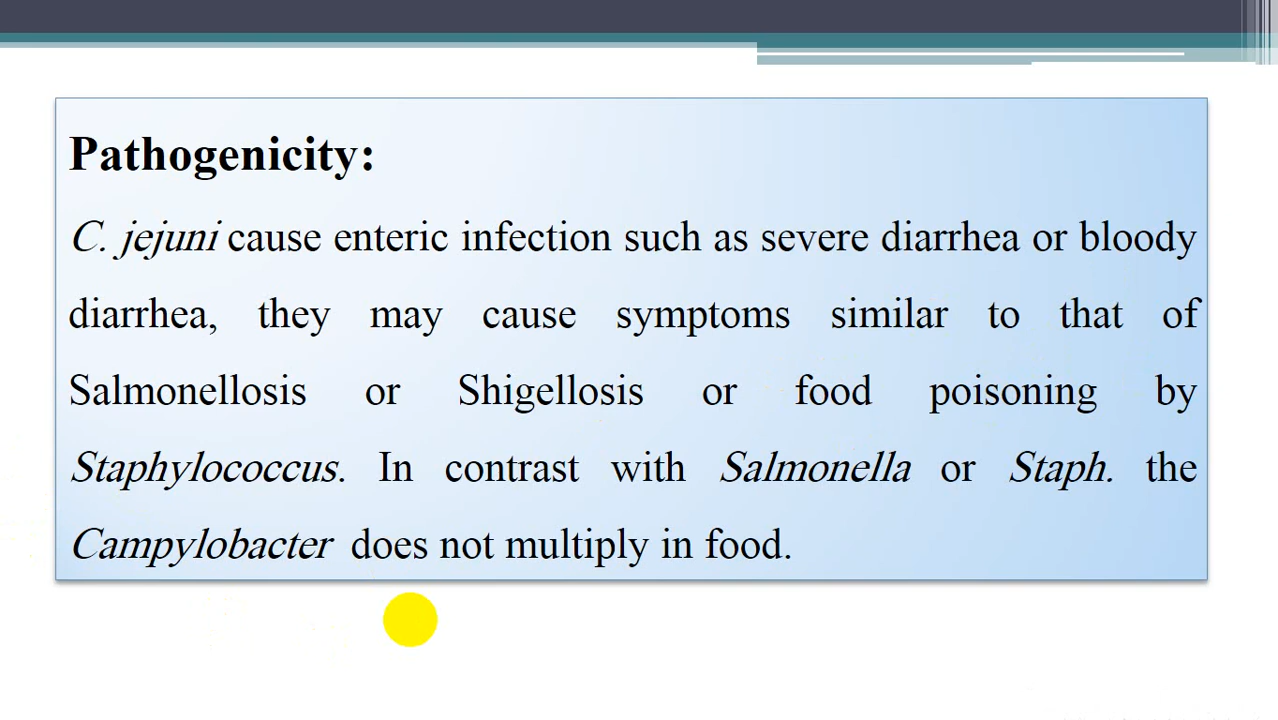 Pathogenicity:
C. jejuni cause enteric infection such as severe diarrhea or bloody
diarrhea, they may cause symptoms similar to that of
Salmonellosis or Shigellosis or food poisoning by
Staphylococcus. In contrast with Salmonella or Staph. the
Campylobacter does not multiply in food.